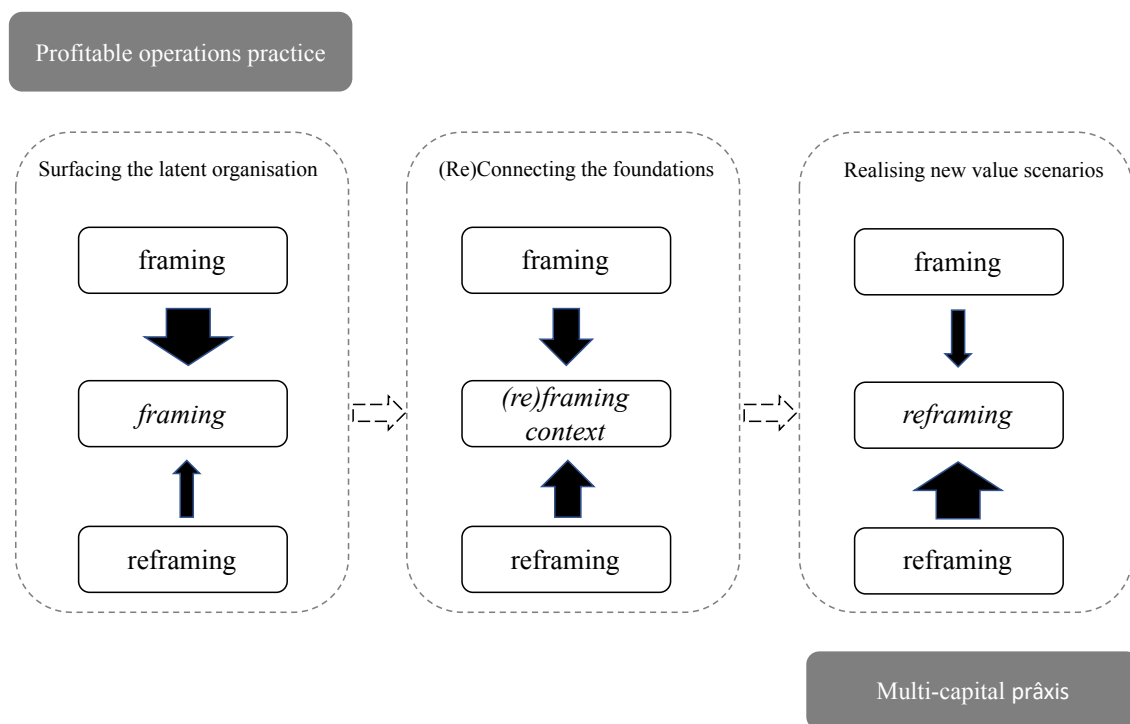 Profitable operations practice
Surfacing the latent organisation
framing
framing
reframing
(Re)Connecting the foundations
framing
(re)framing
context
reframing
Realising new value scenarios
framing
reframing
reframing
Multi-capital prâxis